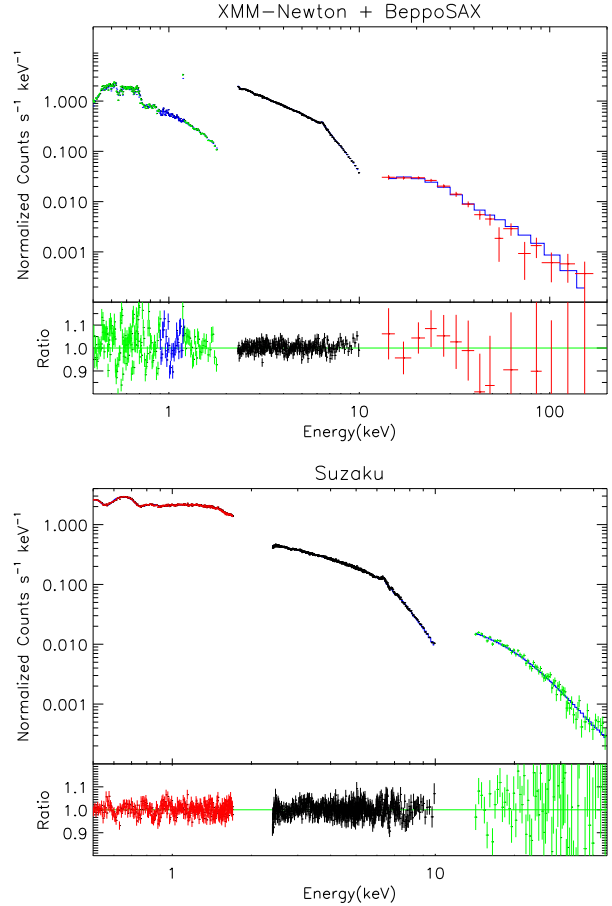 XMM-Newton + BeppoSAX
Normalized Counts s⁻¹ keV⁻¹
1.000
0.100
0.010
0.001
Ratio
1.1
1.0
0.9
1
10
100
Energy(keV)
Suzaku
Normalized Counts s⁻¹ keV⁻¹
1.000
0.100
0.010
0.001
Ratio
1.1
1.0
0.9
1
10
Energy(keV)